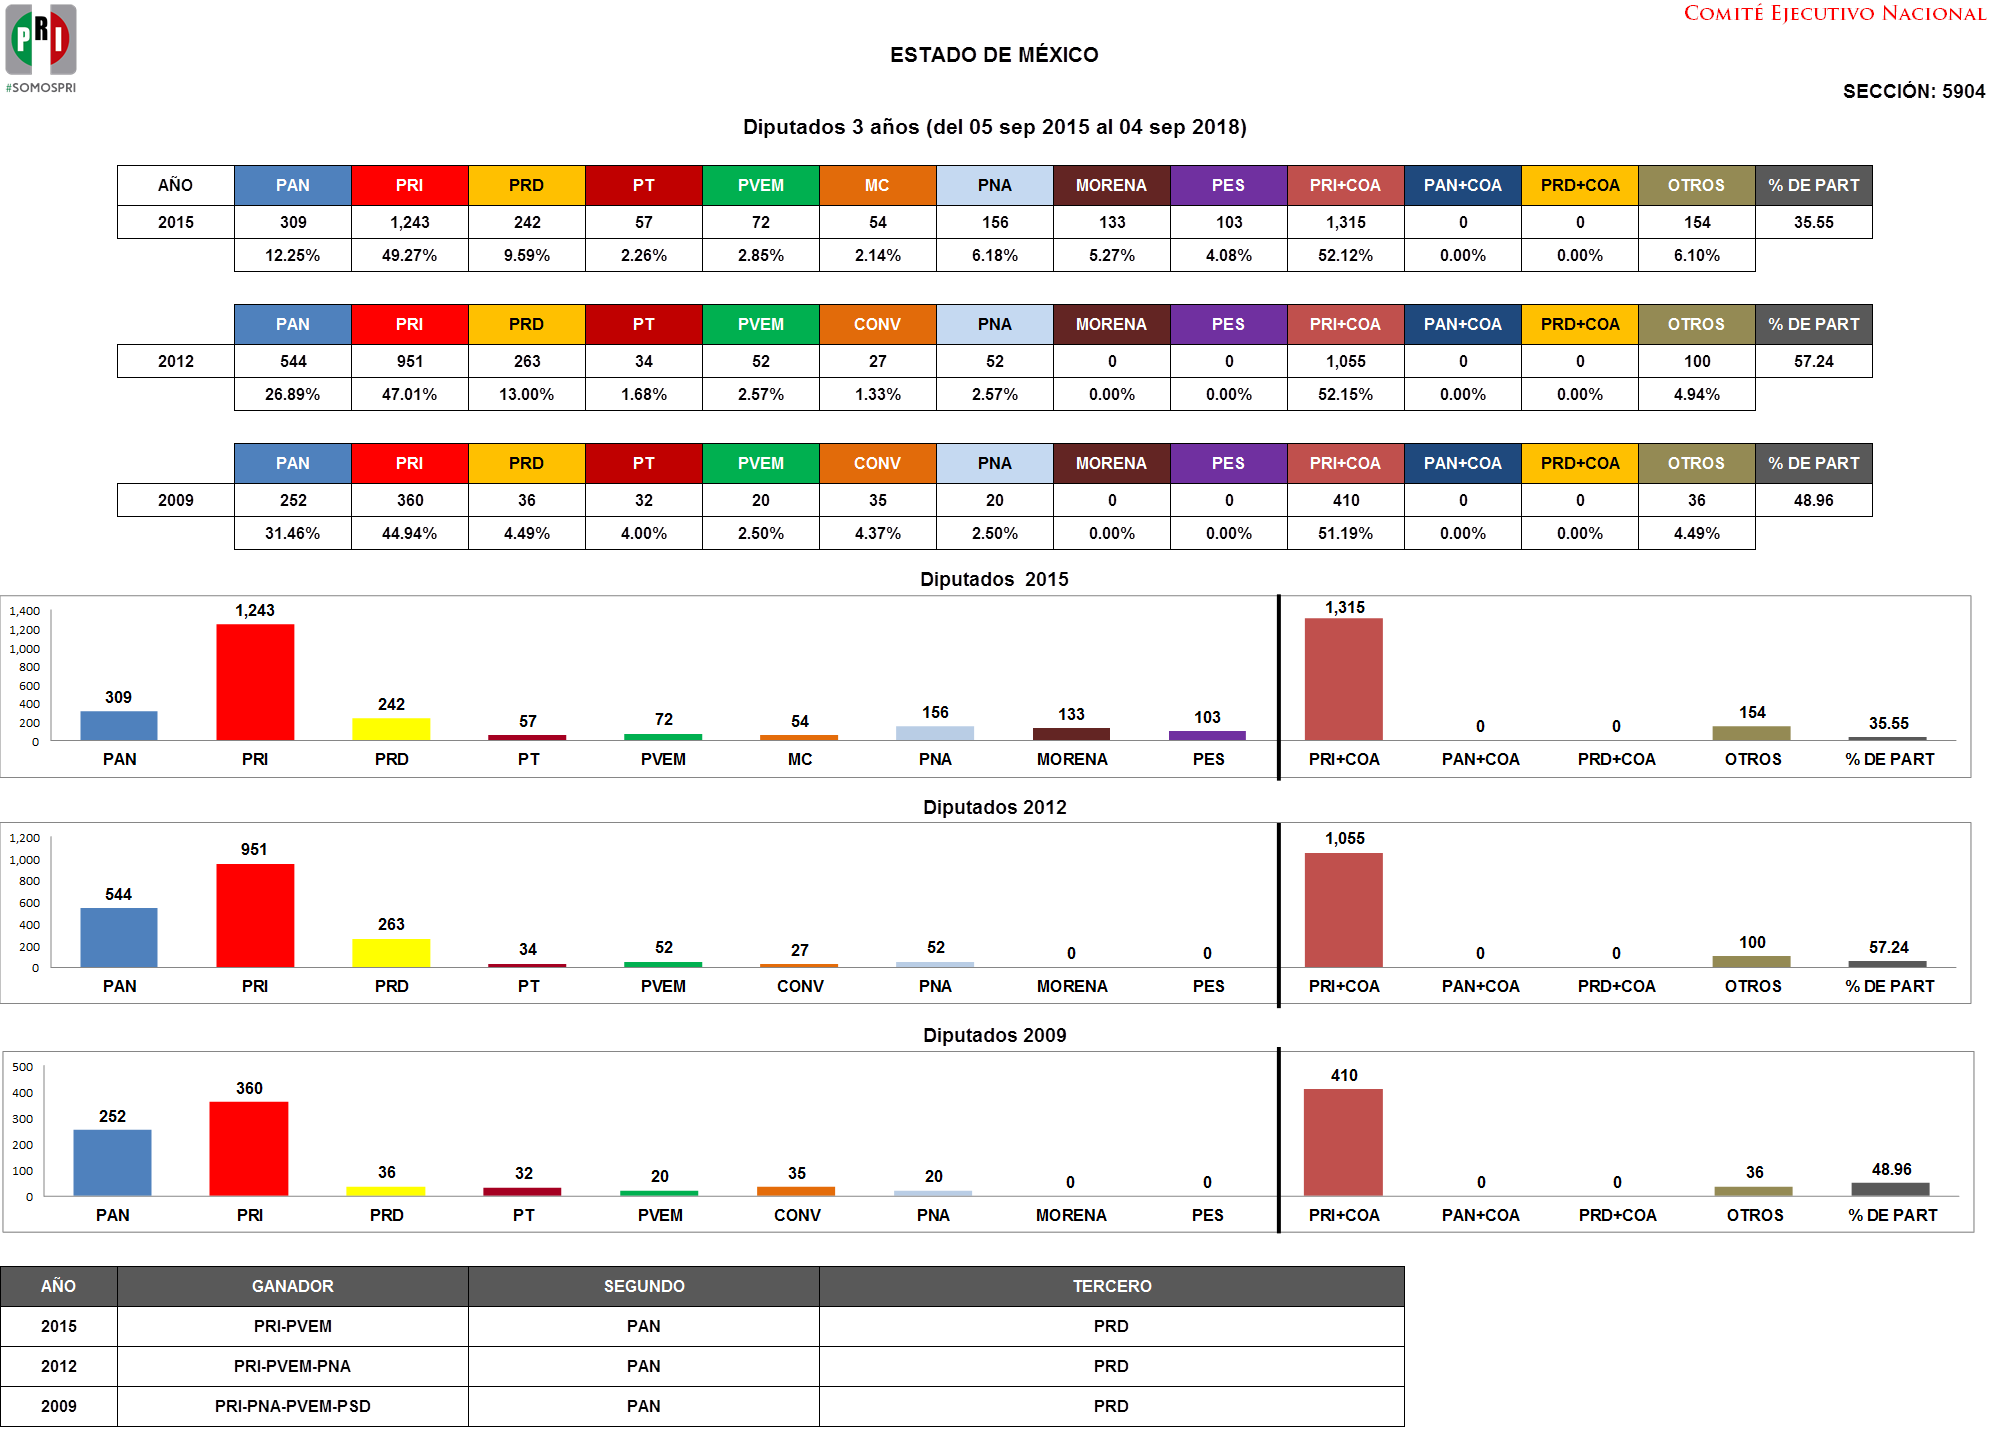 PRI
#SOMOSPRI
COMITÉ EJECUTIVO NACIONAL
ESTADO DE MÉXICO
SECCIÓN: 5904
Diputados 3 años (del 05 sep 2015 al 04 sep 2018)
AÑO PAN PRI PRD PT PVEM MC PNA MORENA PES PRI+COA PAN+COA PRD+COA OTROS % DE PART
2015 309 1,243 242 57 72 54 156 133 103 1,315 0 0 154 35.55
12.25% 49.27% 9.59% 2.26% 2.85% 2.14% 6.18% 5.27% 4.08% 52.12% 0.00% 0.00% 6.10%
PAN PRI PRD PT PVEM CONV PNA MORENA PES PRI+COA PAN+COA PRD+COA OTROS % DE PART
2012 544 951 263 34 52 27 52 0 0 1,055 0 0 100 57.24
26.89% 47.01% 13.00% 1.68% 2.57% 1.33% 2.57% 0.00% 0.00% 52.15% 0.00% 0.00% 4.94%
PAN PRI PRD PT PVEM CONV PNA MORENA PES PRI+COA PAN+COA PRD+COA OTROS % DE PART
2009 252 360 36 32 20 35 20 0 0 410 0 0 36 48.96
31.46% 44.94% 4.49% 4.00% 2.50% 4.37% 2.50% 0.00% 0.00% 51.19% 0.00% 0.00% 4.49%
Diputados 2015
1,400
1,200
1,000
800
600
400
200
0
309 1,243 242 57 72 54 156 133 103 1,315 0 0 154 35.55
PAN PRI PRD PT PVEM MC PNA MORENA PES PRI+COA PAN+COA PRD+COA OTROS % DE PART
Diputados 2012
1,200
1,000
800
600
400
200
0
544 951 263 34 52 27 52 0 0 1,055 0 0 100 57.24
PAN PRI PRD PT PVEM CONV PNA MORENA PES PRI+COA PAN+COA PRD+COA OTROS % DE PART
Diputados 2009
500
400
300
200
100
0
252 360 36 32 20 35 20 0 0 410 0 0 36 48.96
PAN PRI PRD PT PVEM CONV PNA MORENA PES PRI+COA PAN+COA PRD+COA OTROS % DE PART
AÑO GANADOR SEGUNDO TERCERO
2015 PRI-PVEM PAN PRD
2012 PRI-PVEM-PNA PAN PRD
2009 PRI-PNA-PVEM-PSD PAN PRD